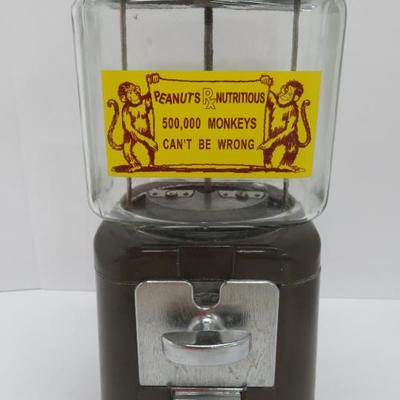 PEANUTS Rx NUTRITIOUS
500,000 MONKEYS
CAN'T BE WRONG